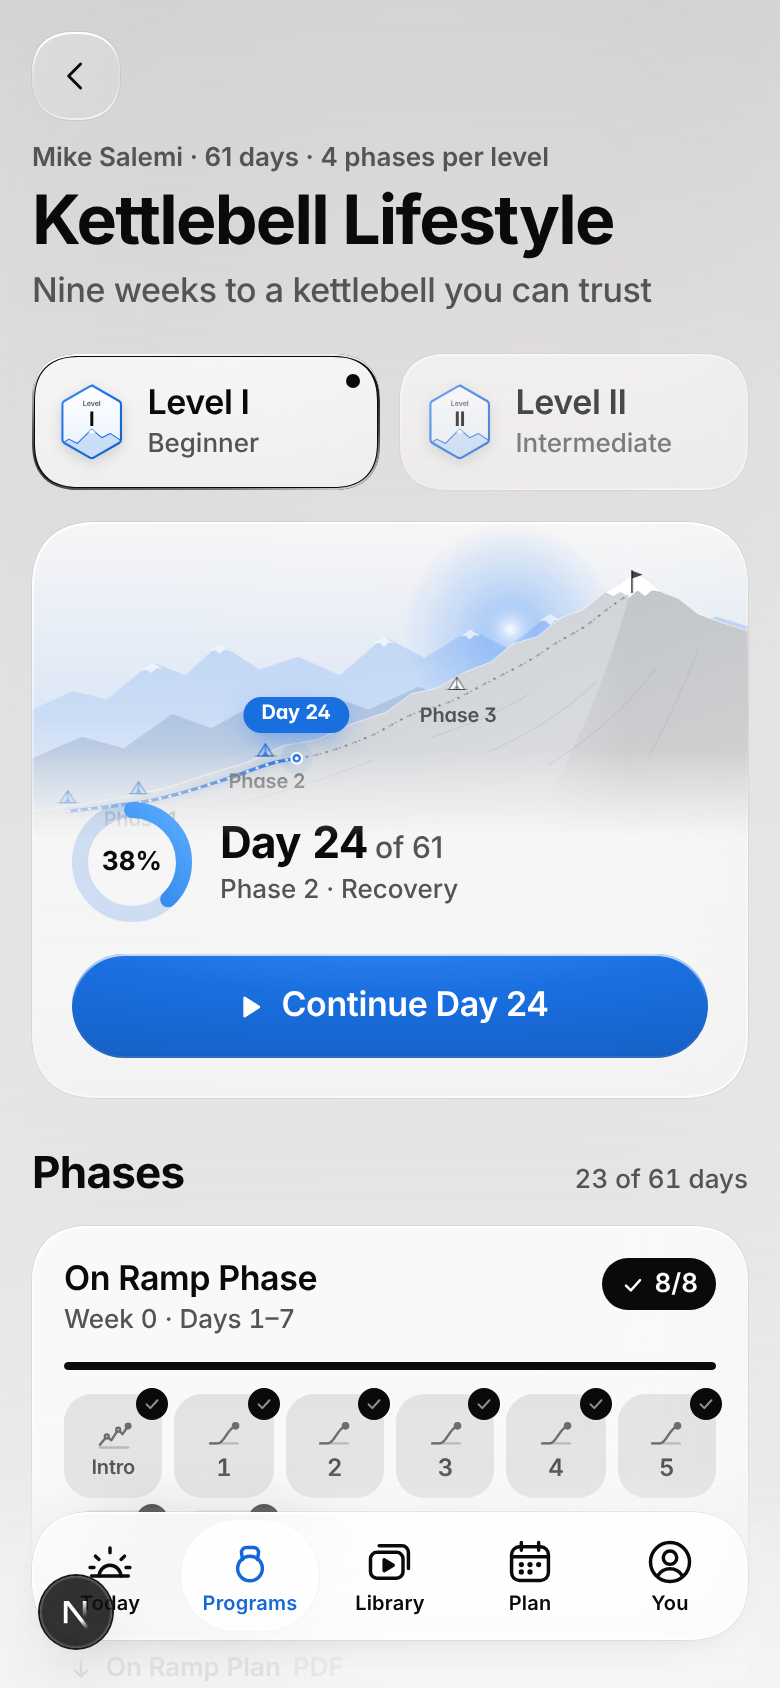 Mike Salemi · 61 days · 4 phases per level
Kettlebell Lifestyle
Nine weeks to a kettlebell you can trust
Level
I
Level I
Beginner
Level
II
Level II
Intermediate
Day 24
Phase 3
Phase 2
Phase 1
38%
Day 24 of 61
Phase 2 · Recovery
Continue Day 24
Phases
23 of 61 days
On Ramp Phase
8/8
Week 0 · Days 1–7
Intro
1
2
3
4
5
Today
Programs
Library
Plan
You
N
On Ramp Plan PDF